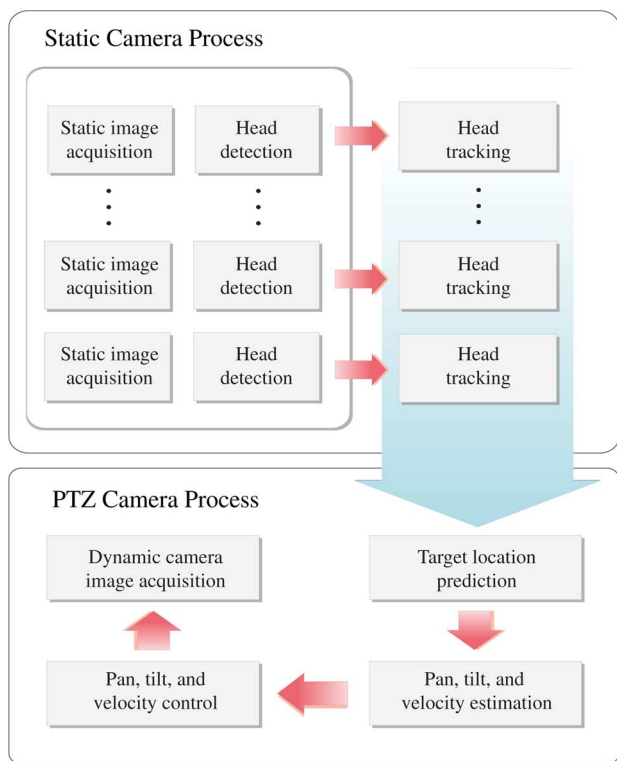 Static Camera Process
Static image
acquisition
Head
detection
Head
tracking
Static image
acquisition
Head
detection
Head
tracking
Static image
acquisition
Head
detection
Head
tracking
PTZ Camera Process
Dynamic camera
image acquisition
Target location
prediction
Pan, tilt, and
velocity control
Pan, tilt, and
velocity estimation